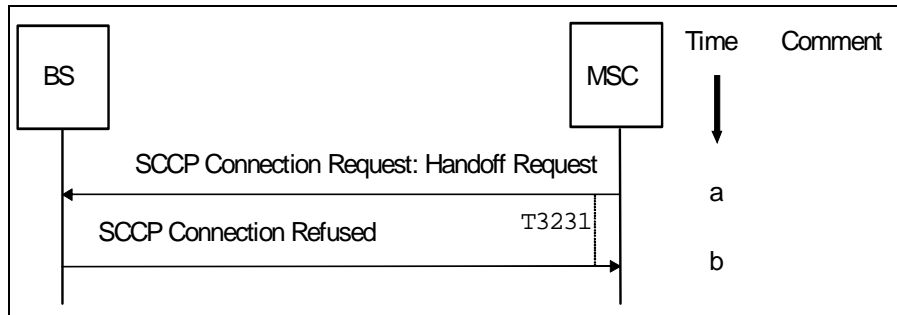 Time Comment
BS MSC
SCCP Connection Request: Handoff Request
a
SCCP Connection Refused
T3231
b